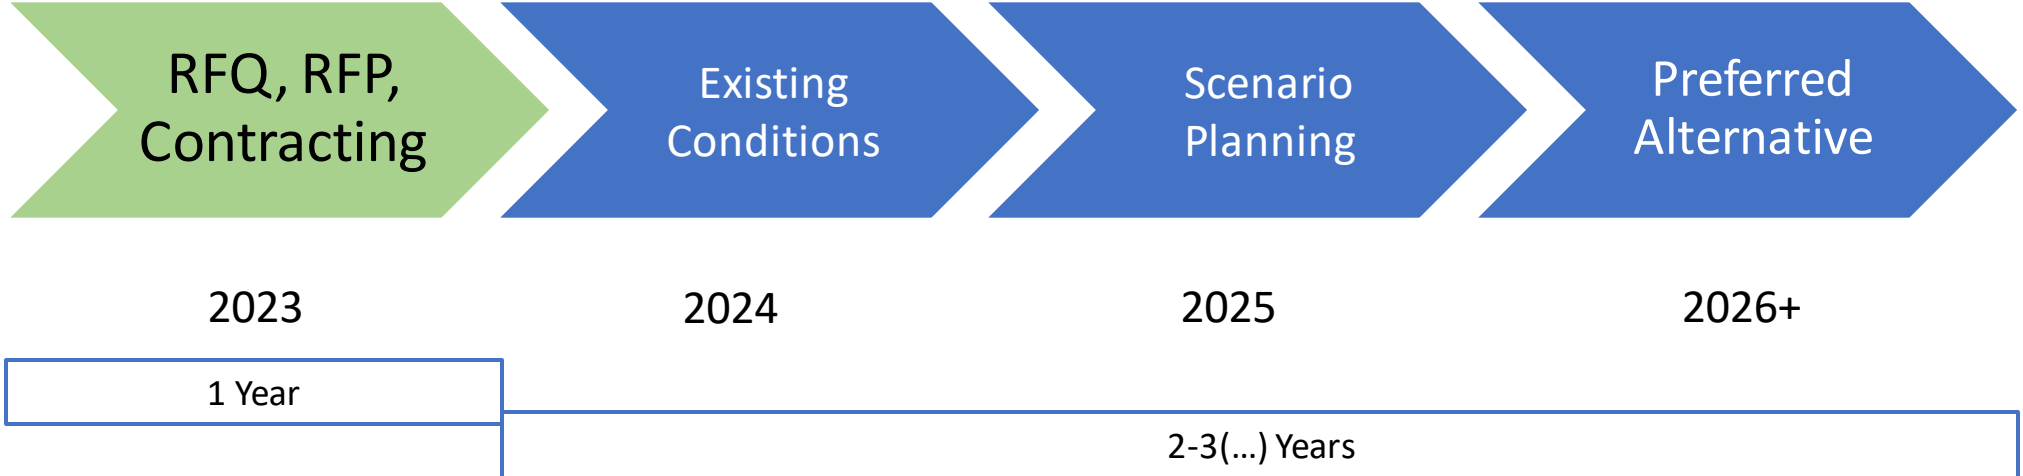 RFQ, RFP,
Contracting
Existing
Conditions
Scenario
Planning
Preferred
Alternative
2023
2024
2025
2026+
1 Year
2-3(...) Years